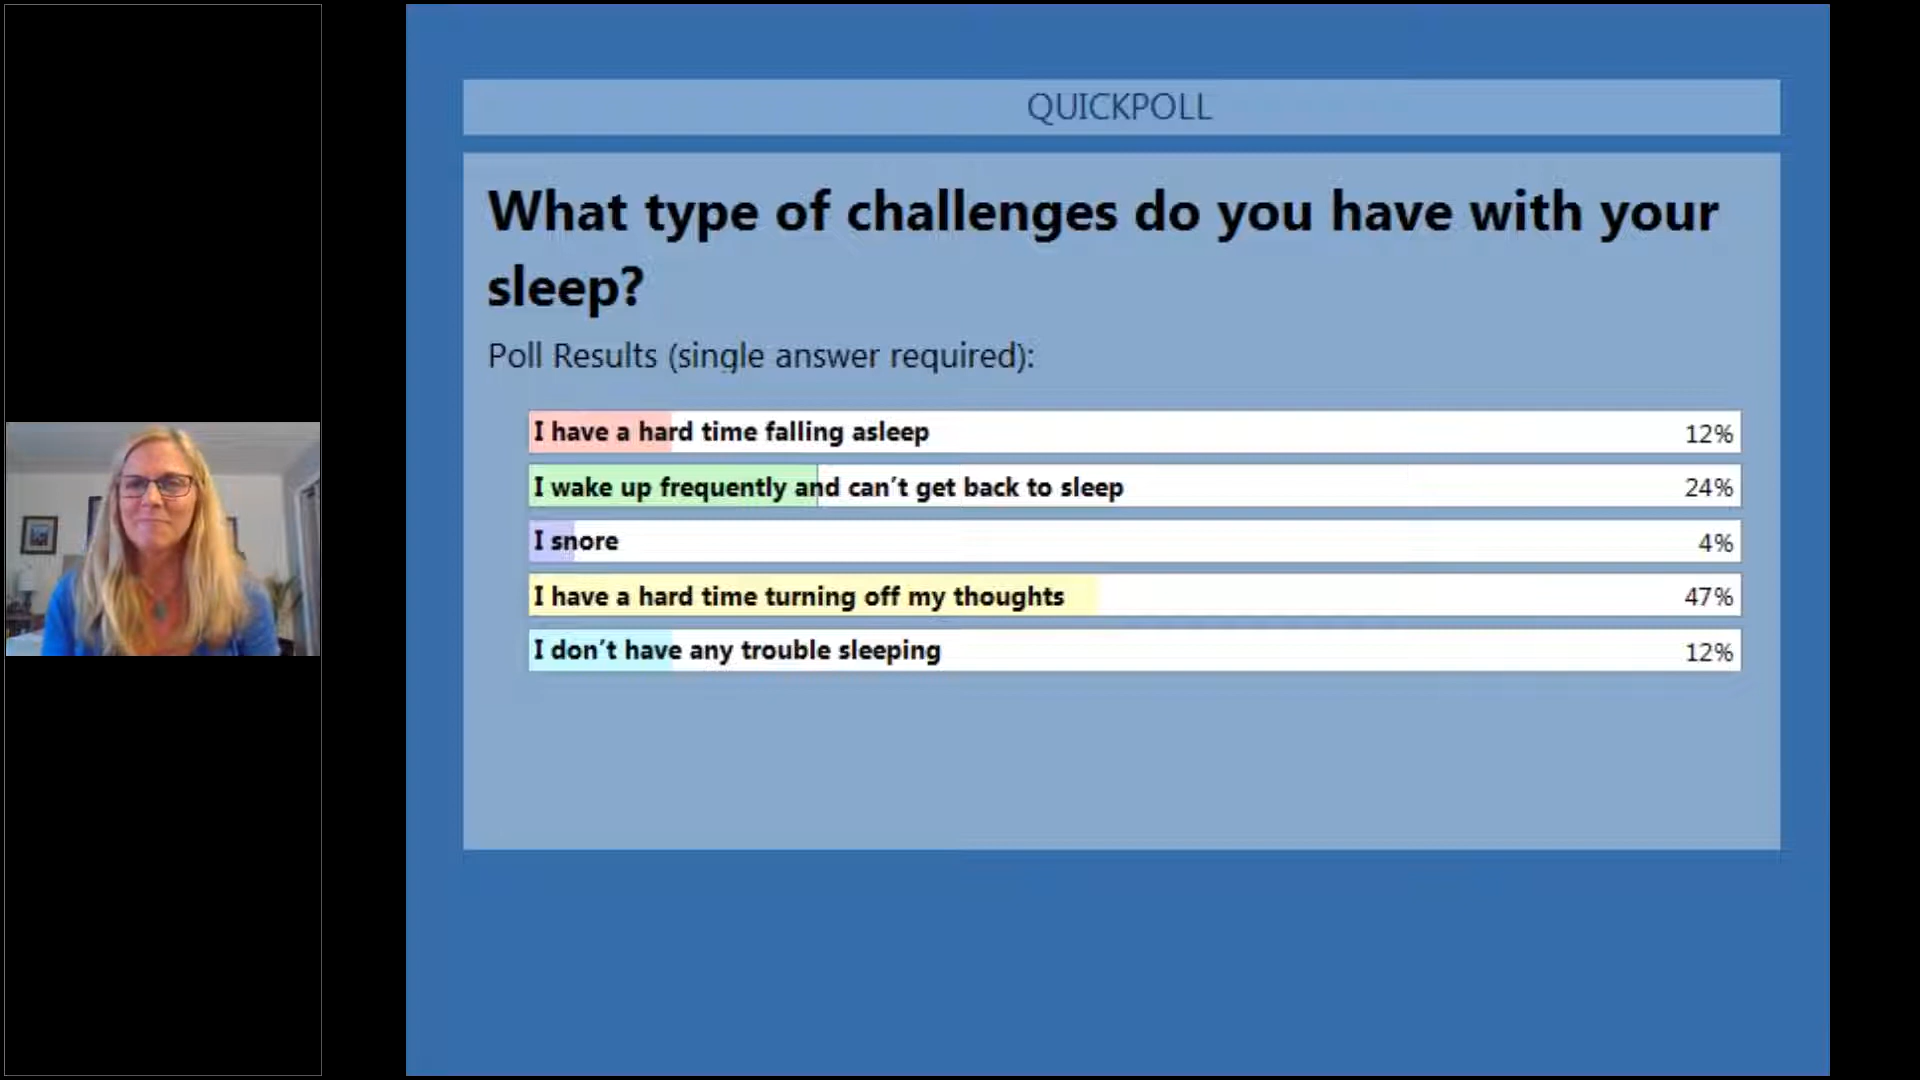 QUICKPOLL
What type of challenges do you have with your
sleep?
Poll Results (single answer required):
I have a hard time falling asleep 12%
I wake up frequently and can’t get back to sleep 24%
I snore 4%
I have a hard time turning off my thoughts 47%
I don’t have any trouble sleeping 12%